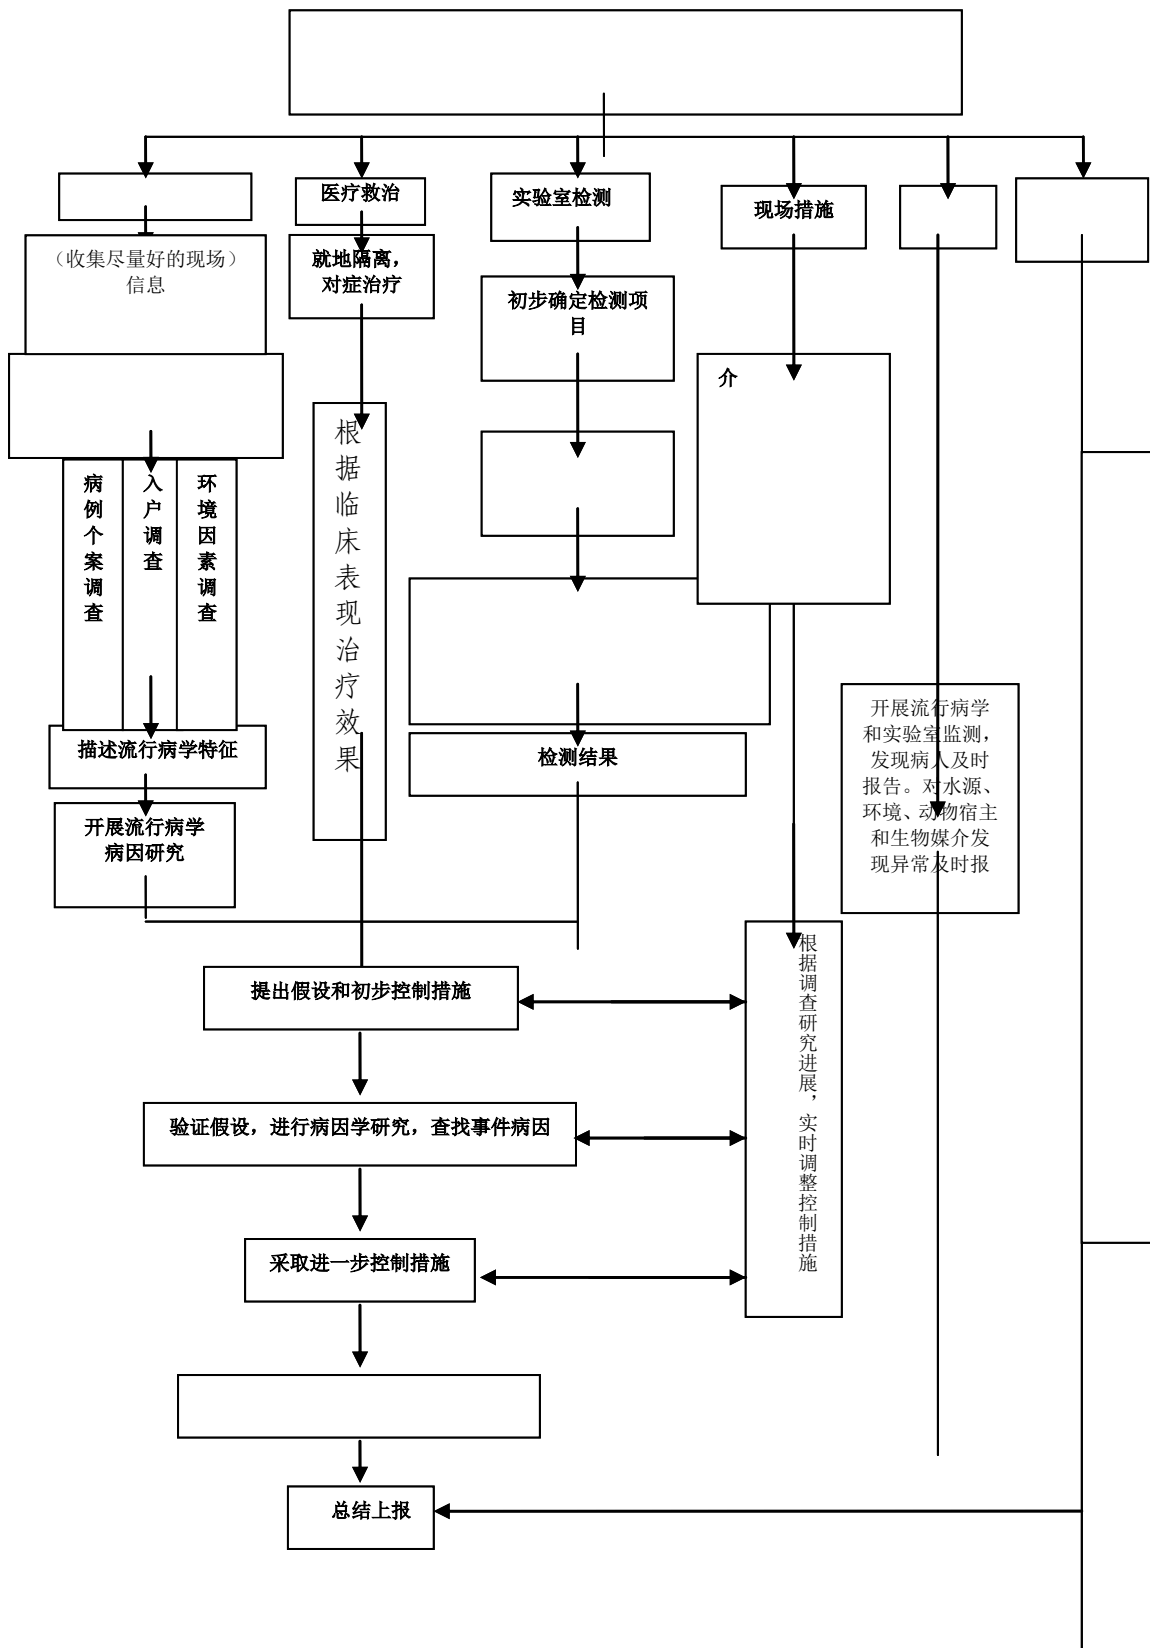 医疗救治
实验室检测
现场措施
（收集尽量好的现场）
信息
就地隔离，
对症治疗
初步确定检测项
目
介
病例个案调查
入户调查
环境因素调查
根据临床表现治疗效果
描述流行病学特征
检测结果
开展流行病学
和实验室监测，
发现病人及时
报告。对水源、
环境、动物宿主
和生物媒介发
现异常及时报
开展流行病学
病因研究
根据调查研究进展，实时调整控制措施
提出假设和初步控制措施
验证假设，进行病因学研究，查找事件病因
采取进一步控制措施
总结上报